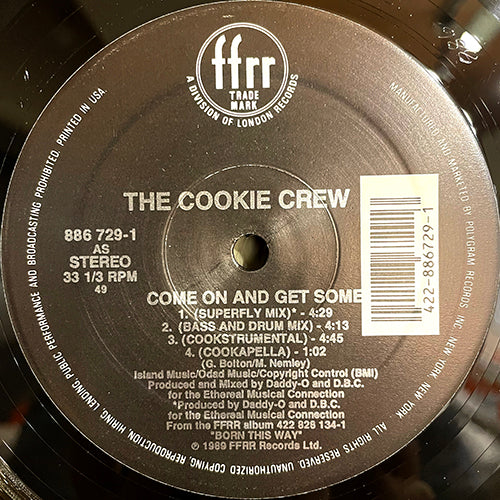 ffrr
TRADE
MARK
A DIVISION OF LONDON RECORDS
THE COOKIE CREW
886 729-1
AS
STEREO
33 1/3 RPM
49
422-886729-1
COME ON AND GET SOME
1. (SUPERFLY MIX)* - 4:29
2. (BASS AND DRUM MIX) - 4:13
3. (COOKSTRUMENTAL) - 4:45
4. (COOKAPELLA) - 1:02
(G. Bolton/M. Nemley)
Island Music/Odad Music/Copyright Control (BMI)
Produced and Mixed by Daddy-O and D.B.C.
for the Ethereal Musical Connection
*Produced by Daddy-O and D.B.C.
for the Ethereal Musical Connection
From the FFRR album 422 828 134-1
"BORN THIS WAY"
℗ 1989 FFRR Records Ltd.
MANUFACTURED AND MARKETED BY POLYGRAM RECORDS, INC., NEW YORK, NEW YORK.
ALL RIGHTS RESERVED. UNAUTHORIZED COPYING, REPRODUCTION, HIRING, LENDING, PUBLIC PERFORMANCE AND BROADCASTING PROHIBITED. PRINTED IN USA.